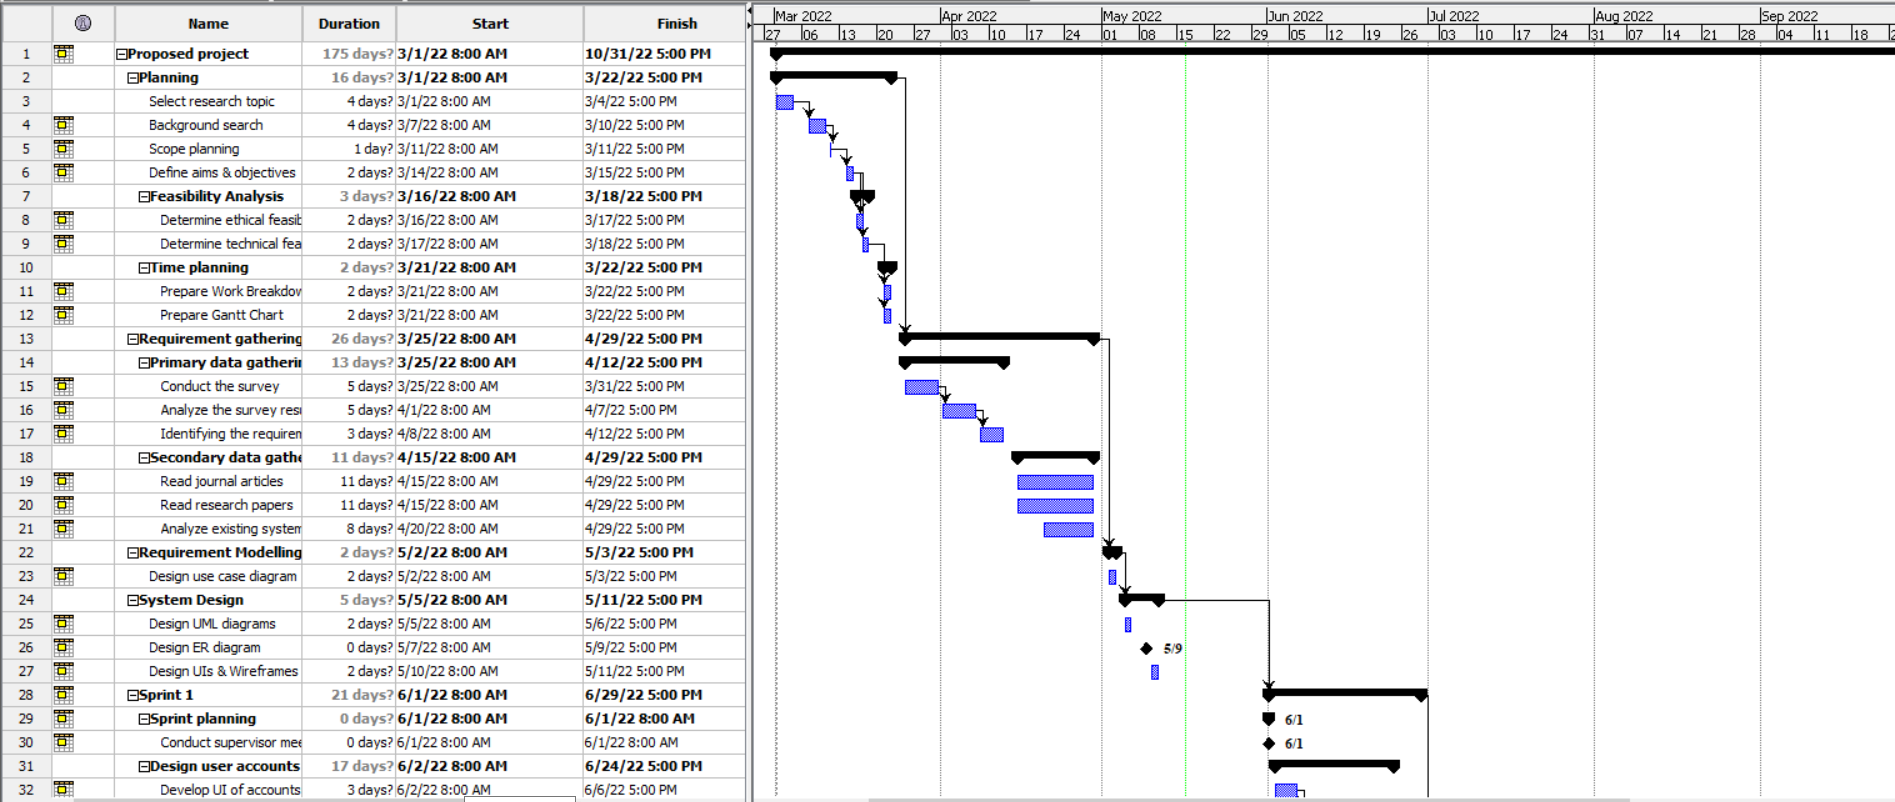 Name Duration Start Finish
Mar 2022 Apr 2022 May 2022 Jun 2022 Jul 2022 Aug 2022 Sep 2022
27 06 13 20 27 03 10 17 24 01 08 15 22 29 05 12 19 26 03 10 17 24 31 07 14 21 28 04 11 18
1 Proposed project 175 days? 3/1/22 8:00 AM 10/31/22 5:00 PM
2 Planning 16 days? 3/1/22 8:00 AM 3/22/22 5:00 PM
3 Select research topic 4 days? 3/1/22 8:00 AM 3/4/22 5:00 PM
4 Background search 4 days? 3/7/22 8:00 AM 3/10/22 5:00 PM
5 Scope planning 1 day? 3/11/22 8:00 AM 3/11/22 5:00 PM
6 Define aims & objectives 2 days? 3/14/22 8:00 AM 3/15/22 5:00 PM
7 Feasibility Analysis 3 days? 3/16/22 8:00 AM 3/18/22 5:00 PM
8 Determine ethical feasib 2 days? 3/16/22 8:00 AM 3/17/22 5:00 PM
9 Determine technical fea 2 days? 3/17/22 8:00 AM 3/18/22 5:00 PM
10 Time planning 2 days? 3/21/22 8:00 AM 3/22/22 5:00 PM
11 Prepare Work Breakdow 2 days? 3/21/22 8:00 AM 3/22/22 5:00 PM
12 Prepare Gantt Chart 2 days? 3/21/22 8:00 AM 3/22/22 5:00 PM
13 Requirement gathering 26 days? 3/25/22 8:00 AM 4/29/22 5:00 PM
14 Primary data gatheri 13 days? 3/25/22 8:00 AM 4/12/22 5:00 PM
15 Conduct the survey 5 days? 3/25/22 8:00 AM 3/31/22 5:00 PM
16 Analyze the survey resu 5 days? 4/1/22 8:00 AM 4/7/22 5:00 PM
17 Identifying the requirem 3 days? 4/8/22 8:00 AM 4/12/22 5:00 PM
18 Secondary data gathe 11 days? 4/15/22 8:00 AM 4/29/22 5:00 PM
19 Read journal articles 11 days? 4/15/22 8:00 AM 4/29/22 5:00 PM
20 Read research papers 11 days? 4/15/22 8:00 AM 4/29/22 5:00 PM
21 Analyze existing system 8 days? 4/20/22 8:00 AM 4/29/22 5:00 PM
22 Requirement Modelling 2 days? 5/2/22 8:00 AM 5/3/22 5:00 PM
23 Design use case diagram 2 days? 5/2/22 8:00 AM 5/3/22 5:00 PM
24 System Design 5 days? 5/5/22 8:00 AM 5/11/22 5:00 PM
25 Design UML diagrams 2 days? 5/5/22 8:00 AM 5/6/22 5:00 PM
26 Design ER diagram 0 days? 5/7/22 8:00 AM 5/9/22 5:00 PM 5/9
27 Design UIs & Wireframes 2 days? 5/10/22 8:00 AM 5/11/22 5:00 PM
28 Sprint 1 21 days? 6/1/22 8:00 AM 6/29/22 5:00 PM
29 Sprint planning 0 days? 6/1/22 8:00 AM 6/1/22 8:00 AM 6/1
30 Conduct supervisor mee 0 days? 6/1/22 8:00 AM 6/1/22 8:00 AM 6/1
31 Design user accounts 17 days? 6/2/22 8:00 AM 6/24/22 5:00 PM
32 Develop UI of accounts 3 days? 6/2/22 8:00 AM 6/6/22 5:00 PM